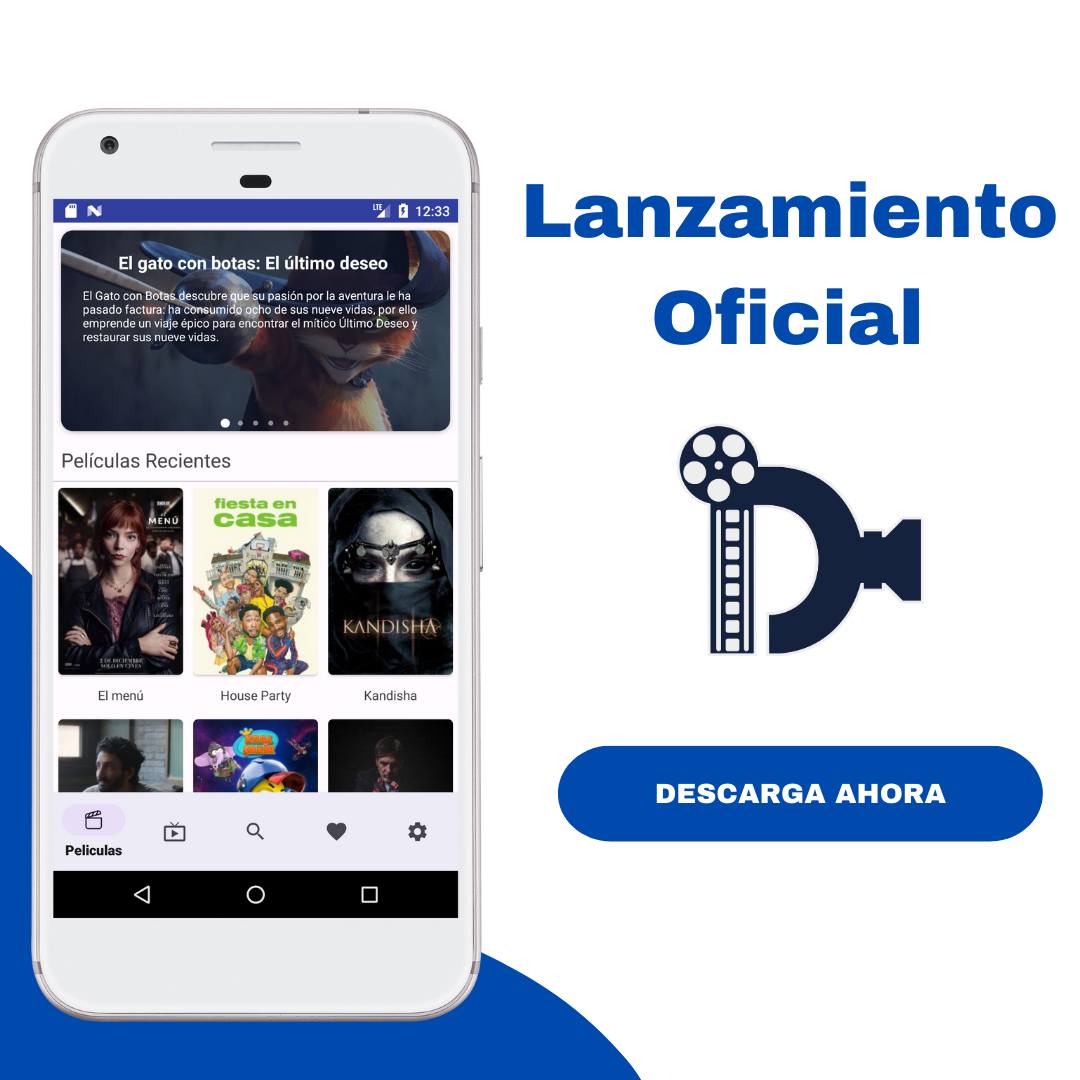 12:33
LTE
El gato con botas: El último deseo
El Gato con Botas descubre que su pasión por la aventura le ha
pasado factura: ha consumido ocho de sus nueve vidas, por ello
emprende un viaje épico para encontrar el mítico Último Deseo y
restaurar sus nueve vidas.
Películas Recientes
MENÚ
2 DE DICIEMBRE
SOLO EN CINES
fiesta en
casa
KANDISHA
El menú
House Party
Kandisha
Peliculas
Lanzamiento
Oficial
DESCARGA AHORA